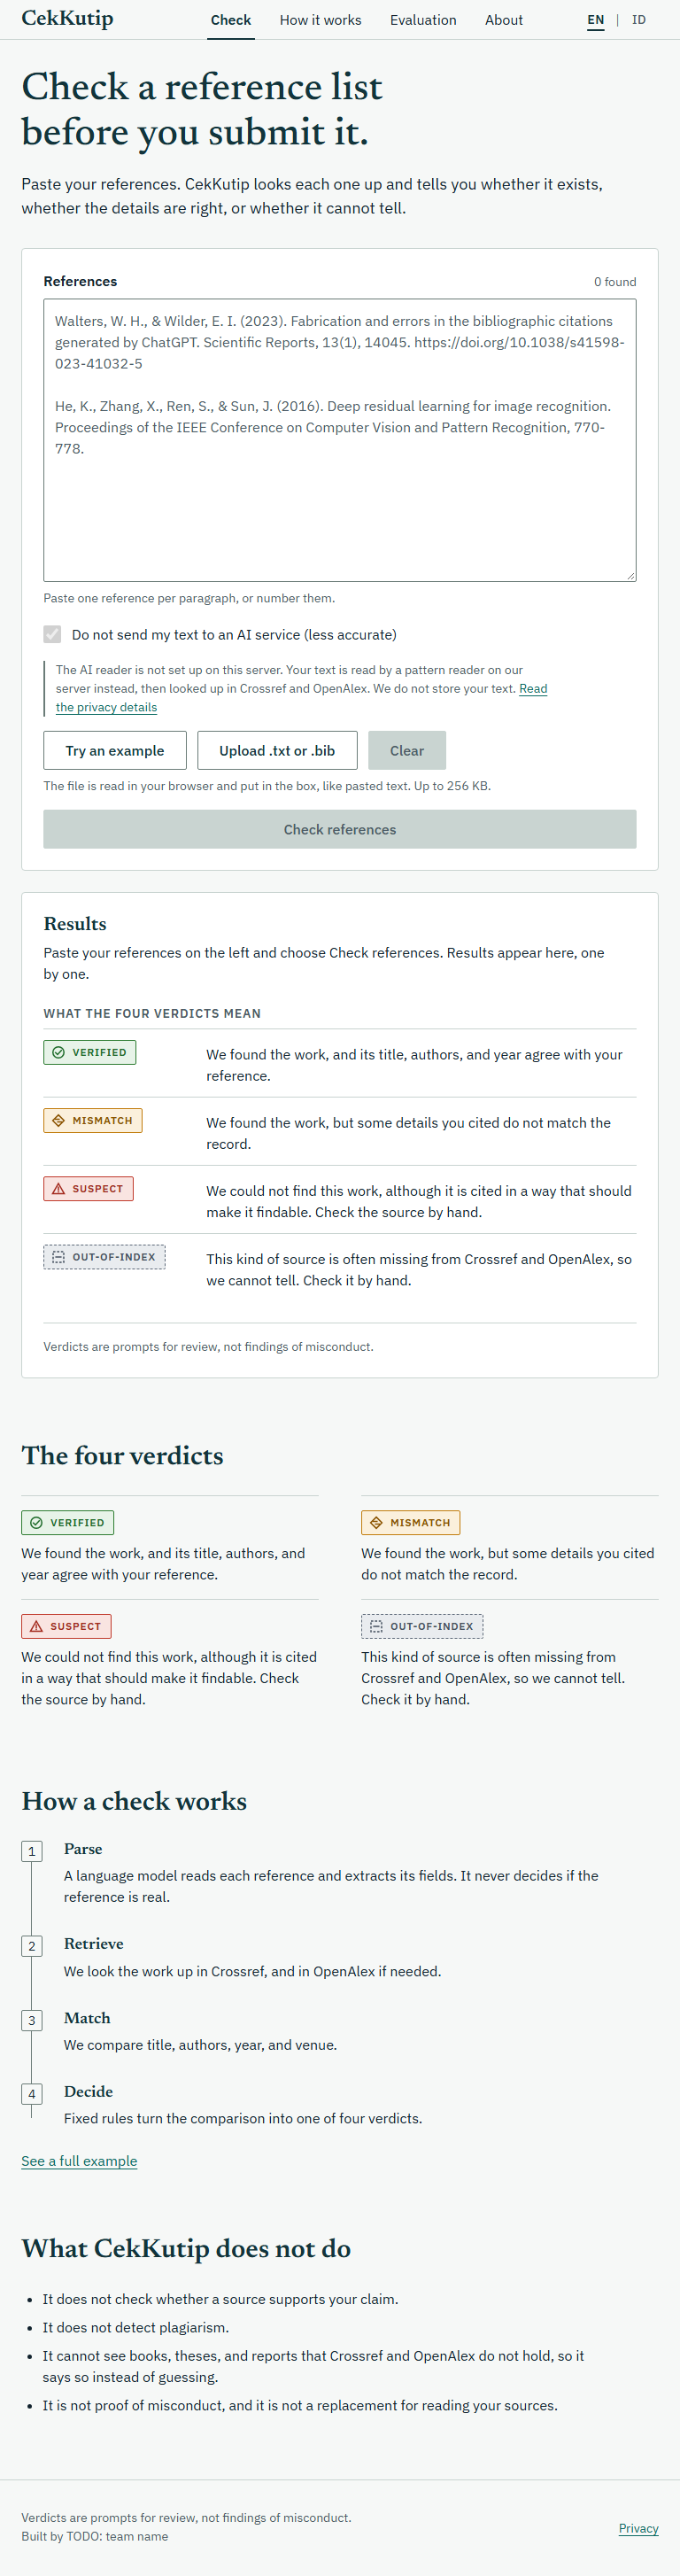 CekKutip
Check
How it works
Evaluation
About
EN | ID
Check a reference list
before you submit it.
Paste your references. CekKutip looks each one up and tells you whether it exists,
whether the details are right, or whether it cannot tell.
References
0 found
Walters, W. H., & Wilder, E. I. (2023). Fabrication and errors in the bibliographic citations
generated by ChatGPT. Scientific Reports, 13(1), 14045. https://doi.org/10.1038/s41598-
023-41032-5
He, K., Zhang, X., Ren, S., & Sun, J. (2016). Deep residual learning for image recognition.
Proceedings of the IEEE Conference on Computer Vision and Pattern Recognition, 770-
778.
Paste one reference per paragraph, or number them.
Do not send my text to an AI service (less accurate)
The AI reader is not set up on this server. Your text is read by a pattern reader on our
server instead, then looked up in Crossref and OpenAlex. We do not store your text. Read
the privacy details
Try an example
Upload .txt or .bib
Clear
The file is read in your browser and put in the box, like pasted text. Up to 256 KB.
Check references
Results
Paste your references on the left and choose Check references. Results appear here, one
by one.
WHAT THE FOUR VERDICTS MEAN
VERIFIED
We found the work, and its title, authors, and year agree with your
reference.
MISMATCH
We found the work, but some details you cited do not match the
record.
SUSPECT
We could not find this work, although it is cited in a way that should
make it findable. Check the source by hand.
OUT-OF-INDEX
This kind of source is often missing from Crossref and OpenAlex, so
we cannot tell. Check it by hand.
Verdicts are prompts for review, not findings of misconduct.
The four verdicts
VERIFIED
We found the work, and its title, authors, and
year agree with your reference.
MISMATCH
We found the work, but some details you cited
do not match the record.
SUSPECT
We could not find this work, although it is cited
in a way that should make it findable. Check
the source by hand.
OUT-OF-INDEX
This kind of source is often missing from
Crossref and OpenAlex, so we cannot tell.
Check it by hand.
How a check works
1
Parse
A language model reads each reference and extracts its fields. It never decides if the
reference is real.
2
Retrieve
We look the work up in Crossref, and in OpenAlex if needed.
3
Match
We compare title, authors, year, and venue.
4
Decide
Fixed rules turn the comparison into one of four verdicts.
See a full example
What CekKutip does not do
• It does not check whether a source supports your claim.
• It does not detect plagiarism.
• It cannot see books, theses, and reports that Crossref and OpenAlex do not hold, so it
says so instead of guessing.
• It is not proof of misconduct, and it is not a replacement for reading your sources.
Verdicts are prompts for review, not findings of misconduct.
Built by TODO: team name
Privacy